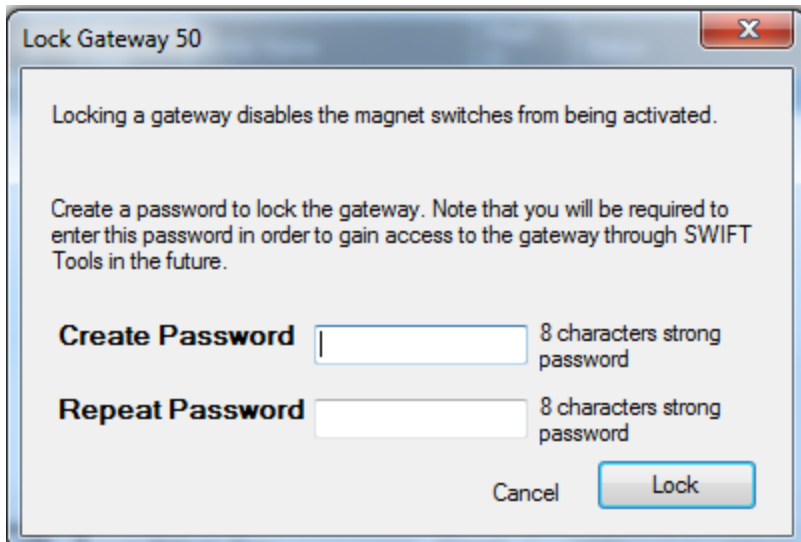 Lock Gateway 50
Locking a gateway disables the magnet switches from being activated.
Create a password to lock the gateway. Note that you will be required to
enter this password in order to gain access to the gateway through SWIFT
Tools in the future.
Create Password
8 characters strong
password
Repeat Password
8 characters strong
password
Cancel
Lock